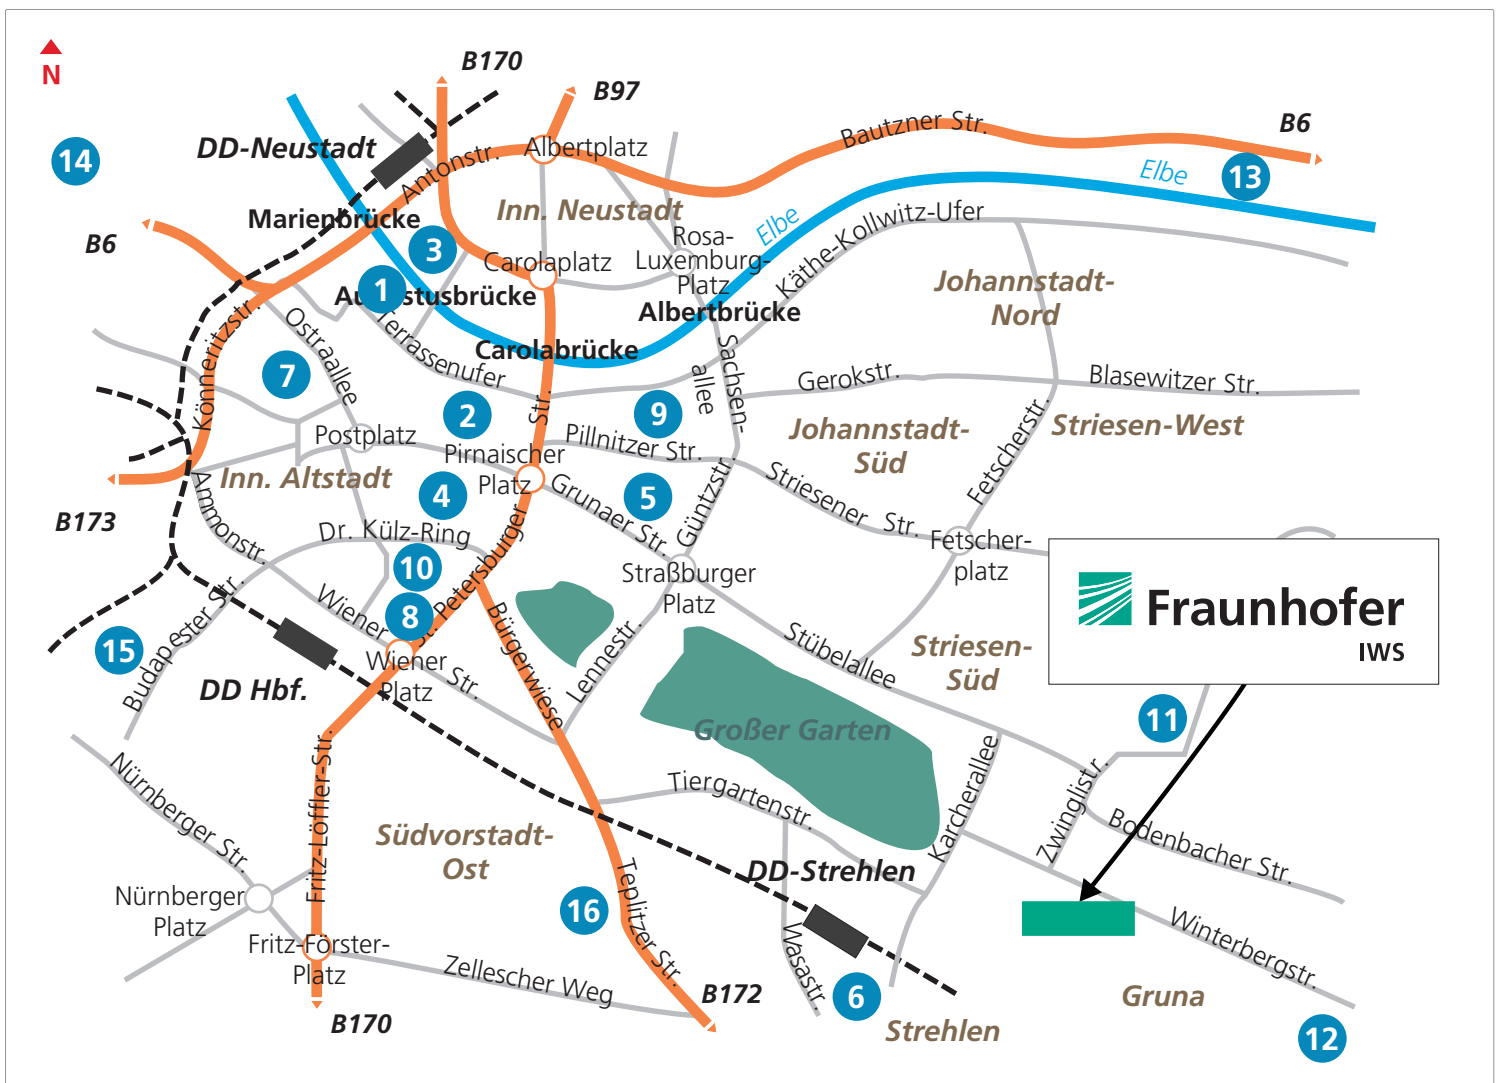 N
B170
B97
B6
14
DD-Neustadt
Antonstr.
Albertplatz
Bautzner Str.
Elbe
13
Marienbrücke
Inn. Neustadt
B6
3
Carolaplatz
Rosa-
Luxemburg-
Platz
Elbe
Käthe-Kollwitz-Ufer
Johannstadt-
Nord
1
Augustusbrücke
Albertbrücke
Könneritzstr.
Ostraallee
Terrassenufer
Carolabrücke
Sachsen-
allee
7
2
Str.
9
Gerokstr.
Blasewitzer Str.
Postplatz
Pirnaischer
Platz
Pillnitzer Str.
Johannstadt-
Süd
Fetscherstr.
Striesen-West
Inn. Altstadt
4
Grunaer Str.
5
Güntzstr.
Striesener Str.
B173
Ammonstr.
Dr. Külz-Ring
St. Petersburger
Fetscher-
platz
10
Straßburger
Platz
8
Fraunhofer
IWS
15
Budapester Str.
Wiener Str.
Wiener
Platz
Bürgerwiese
Lennestr.
Stübelallee
Striesen-
Süd
DD Hbf.
11
Großer Garten
Nürnberger Str.
Fritz-Löffler-Str.
Tiergartenstr.
Karcherallee
Zwinglistr.
Bodenbacher Str.
Südvorstadt-
Ost
DD-Strehlen
Nürnberger
Platz
16
Teplitzer Str.
Winterbergstr.
Fritz-Förster-
Platz
Zellescher Weg
Wasastr.
6
B172
Gruna
B170
Strehlen
12